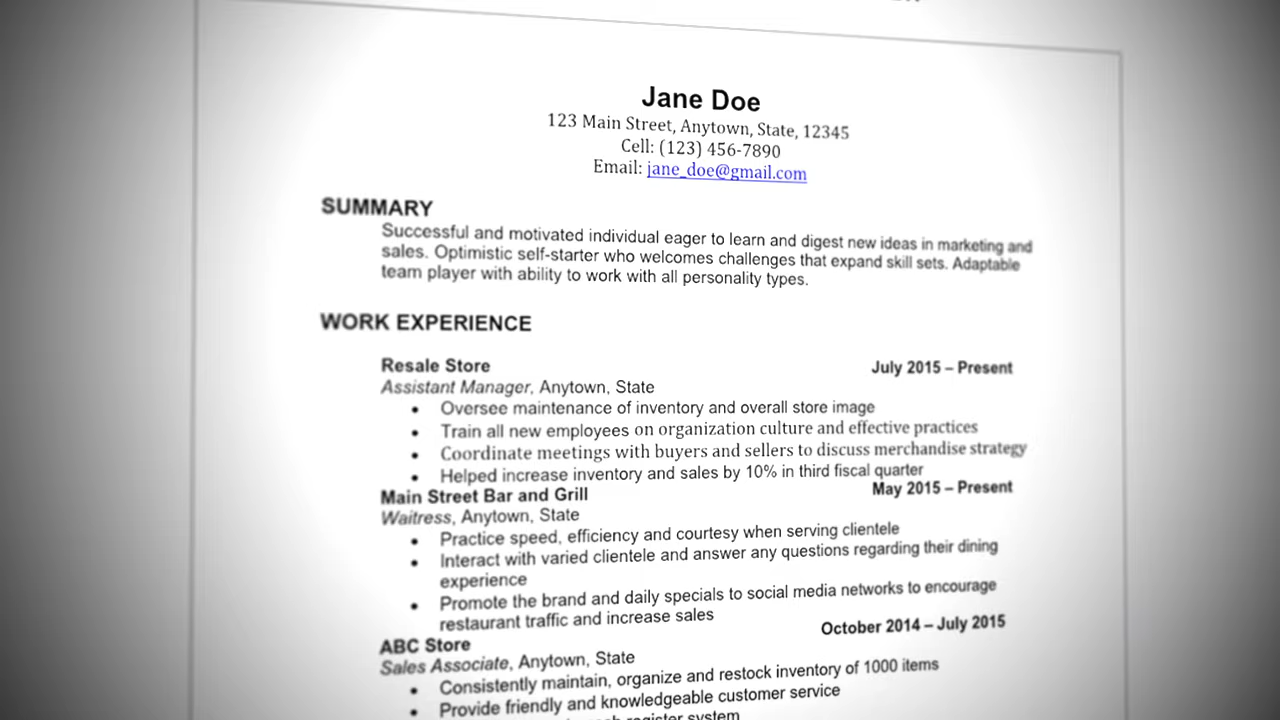 Jane Doe
123 Main Street, Anytown, State, 12345
Cell: (123) 456-7890
Email: jane_doe@gmail.com
SUMMARY
Successful and motivated individual eager to learn and digest new ideas in marketing and
sales. Optimistic self-starter who welcomes challenges that expand skill sets. Adaptable
team player with ability to work with all personality types.
WORK EXPERIENCE
Resale Store July 2015 – Present
Assistant Manager, Anytown, State
• Oversee maintenance of inventory and overall store image
• Train all new employees on organization culture and effective practices
• Coordinate meetings with buyers and sellers to discuss merchandise strategy
• Helped increase inventory and sales by 10% in third fiscal quarter
Main Street Bar and Grill May 2015 – Present
Waitress, Anytown, State
• Practice speed, efficiency and courtesy when serving clientele
• Interact with varied clientele and answer any questions regarding their dining
experience
• Promote the brand and daily specials to social media networks to encourage
restaurant traffic and increase sales
ABC Store October 2014 – July 2015
Sales Associate, Anytown, State
• Consistently maintain, organize and restock inventory of 1000 items
• Provide friendly and knowledgeable customer service
register system